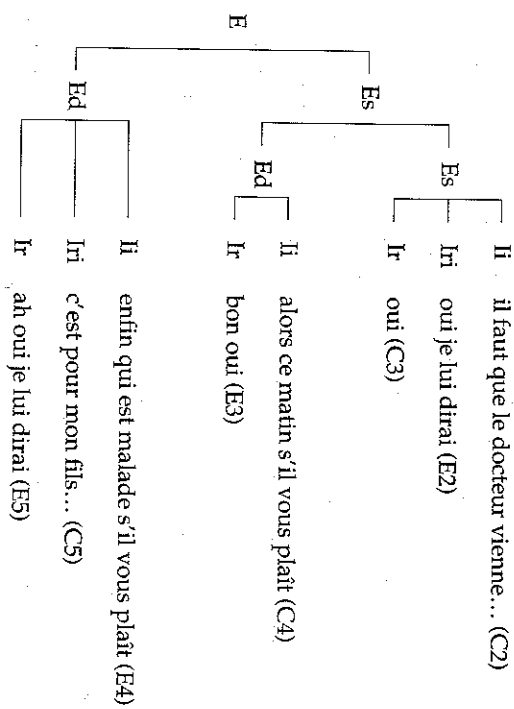 Ii il faut que le docteur vienne... (C2)
Es Iri oui je lui dirai (E2)
Ir oui (C3)
Es
Ii alors ce matin s'il vous plaît (C4)
Ed
E Ir bon oui (E3)
Ii enfin qui est malade s'il vous plaît (E4)
Ed Iri c'est pour mon fils... (C5)
Ir ah oui je lui dirai (E5)